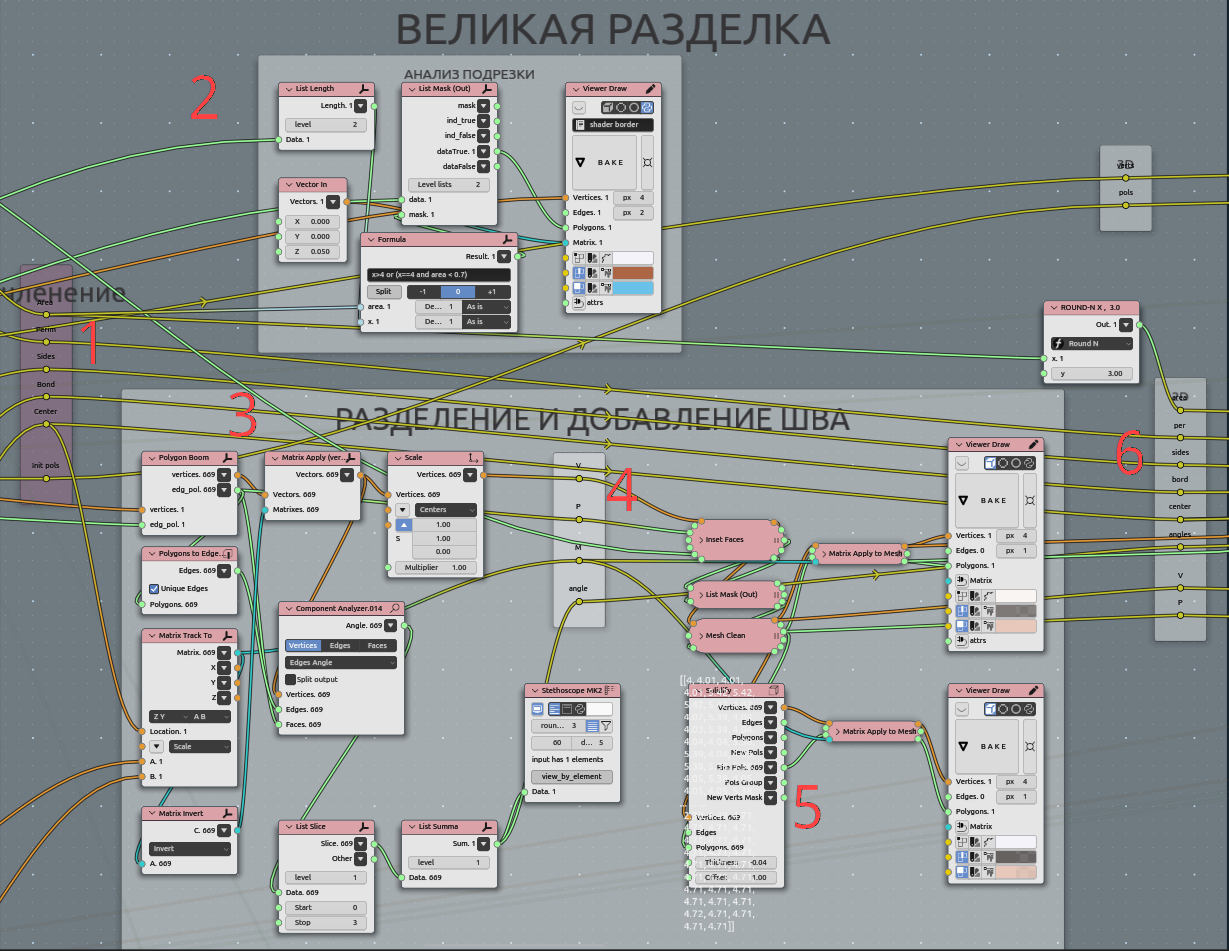 ВЕЛИКАЯ РАЗДЕЛКА
АНАЛИЗ ПОДРЕЗКИ
2
List Length
Length. 1
level 2
Data. 1
Vector In
Vectors. 1
X 0.000
Y 0.000
Z 0.050
List Mask (Out)
mask
ind_true
ind_false
dataTrue. 1
dataFalse
Level lists 2
data. 1
mask. 1
Formula
Result. 1
x>4 or (x==4 and area < 0.7)
Split -1 0 +1
area. 1 De... 1 As is
x. 1 De... 1 As is
Viewer Draw
shader border
BAKE
Vertices. 1 px 4
Edges. 1 px 2
Polygons. 1
Matrix. 1
attrs
3D
pols
ROUND-N X , 3.0
Out. 1
Round N
x. 1
y 3.00
членение
1
Area
Perim
Sides
Bond
Center
Init pols
3
РАЗДЕЛЕНИЕ И ДОБАВЛЕНИЕ ШВА
Polygon Boom
vertices. 669
edg_pol. 669
vertices. 1
edg_pol. 1
Matrix Apply (ver...
Vectors. 669
Vectors. 669
Matrixes. 669
Scale
Vertices. 669
Vertices. 669
Centers
1.00
S 1.00
0.00
Multiplier 1.00
Polygons to Edge...
Edges. 669
Unique Edges
Polygons. 669
Matrix Track To
Matrix. 669
X
Y
Z
Z Y A B
Location. 1
Scale
A. 1
B. 1
Matrix Invert
C. 669
Invert
A. 669
Component Analyzer.014
Angle. 669
Vertices Edges Faces
Edges Angle
Split output
Vertices. 669
Edges. 669
Faces. 669
List Slice
Slice. 669
Other
level 1
Data. 669
Start 0
Stop 3
List Summa
Sum. 1
level 1
Data. 669
4
V
P
M
angle
Stethoscope MK2
roun... 3
60 d... 5
input has 1 elements
view_by_element
Data. 1
Inset Faces
List Mask (Out)
Mesh Clean
Matrix Apply to Mesh
5
Solidify
Vertices. 669
Edges
Polygons
New Pols
Rim Pols. 669
Pols Group
New Verts Mask
Vertices. 669
Edges
Polygons. 669
Thickness -0.04
Offset 1.00
[[4, 4.01, 4.01,
4.71, 4.71, 4.71,
4.71, 4.71, 4.71,
4.72, 4.71, 4.71,
4.71, 4.71]]
Matrix Apply to Mesh
Viewer Draw
BAKE
Vertices. 1 px 4
Edges. 0 px 1
Polygons. 1
Matrix
attrs
Viewer Draw
BAKE
Vertices. 1 px 4
Edges. 0 px 1
Polygons. 1
Matrix
6
area
per
sides
bord
center
angles
V
P